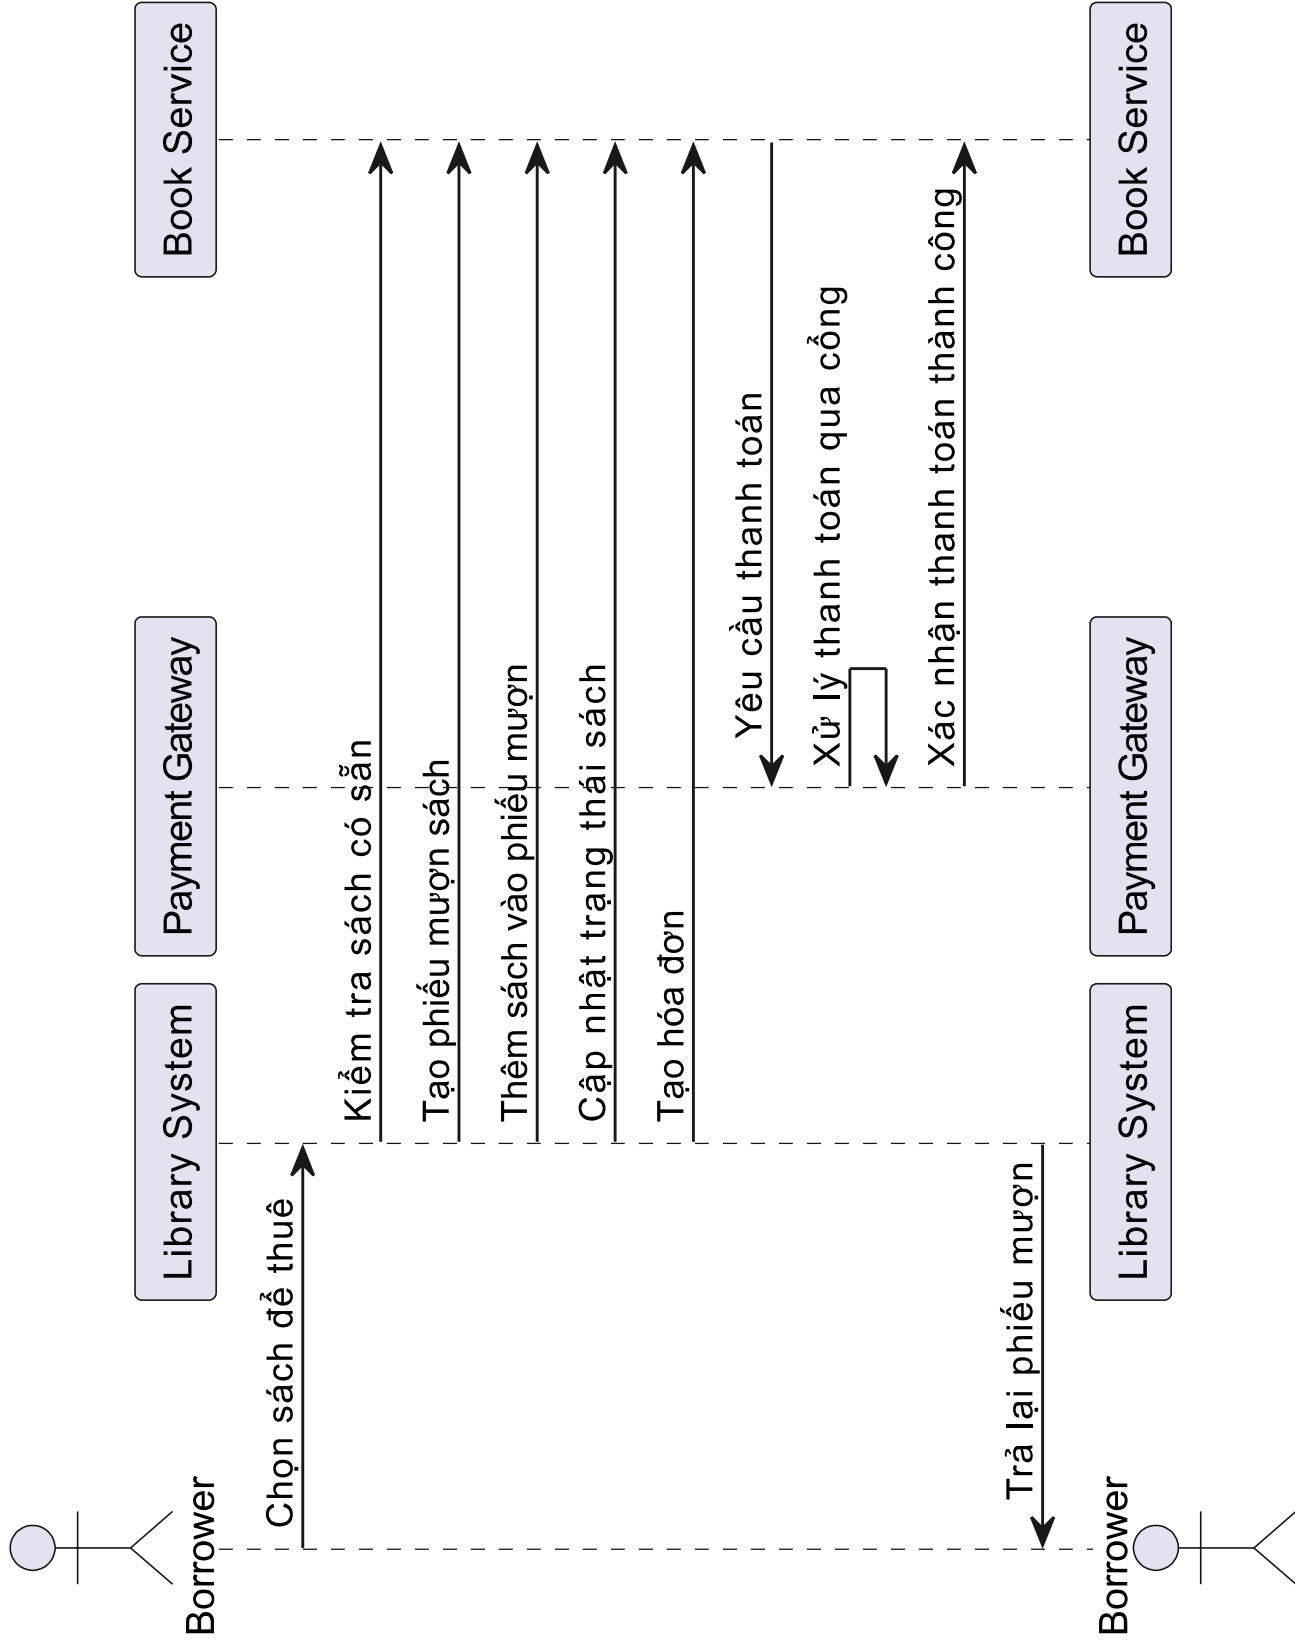 Borrower
Library System
Payment Gateway
Book Service
Chọn sách để thuê
Kiểm tra sách có sẵn
Tạo phiếu mượn sách
Thêm sách vào phiếu mượn
Cập nhật trạng thái sách
Tạo hóa đơn
Yêu cầu thanh toán
Xử lý thanh toán qua cổng
Xác nhận thanh toán thành công
Trả lại phiếu mượn
Borrower
Library System
Payment Gateway
Book Service